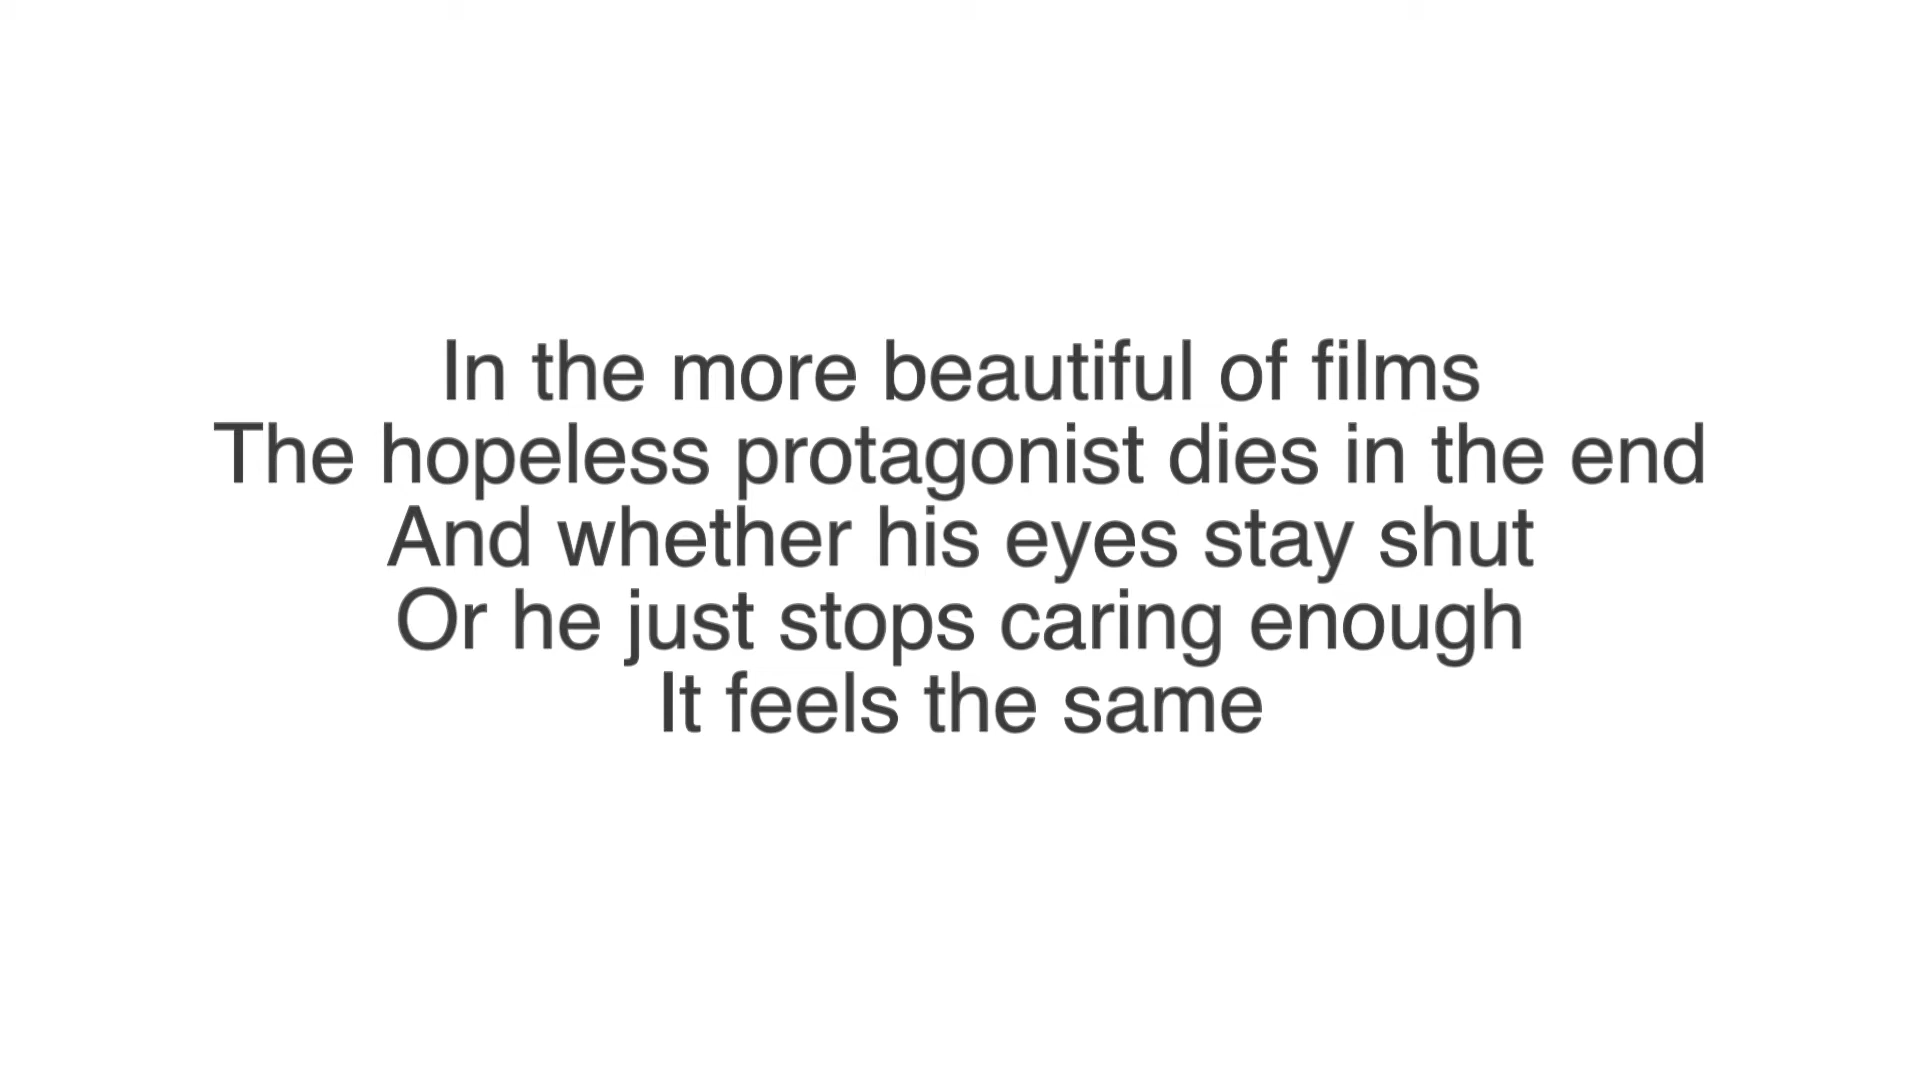 In the more beautiful of films
The hopeless protagonist dies in the end
And whether his eyes stay shut
Or he just stops caring enough
It feels the same